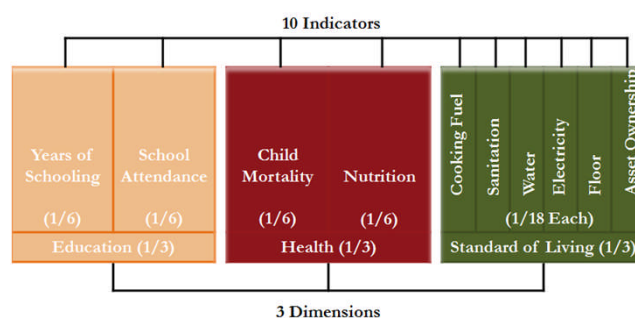 10 Indicators
Years of
Schooling
(1/6)
School
Attendance
(1/6)
Education (1/3)
Child
Mortality
(1/6)
Nutrition
(1/6)
Health (1/3)
Cooking Fuel
Sanitation
Water
Electricity
Floor
Asset Ownership
(1/18 Each)
Standard of Living (1/3)
3 Dimensions